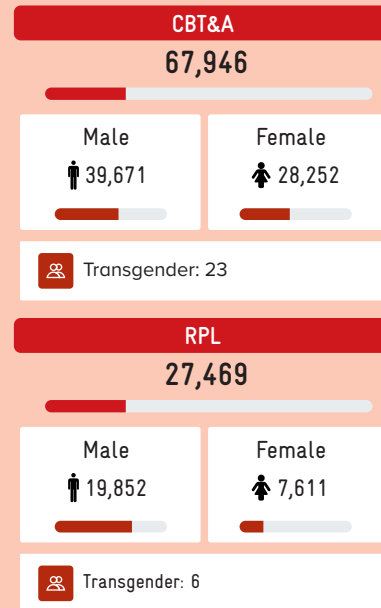 CBT&A
67,946
Male Female
39,671 28,252
Transgender: 23
RPL
27,469
Male Female
19,852 7,611
Transgender: 6